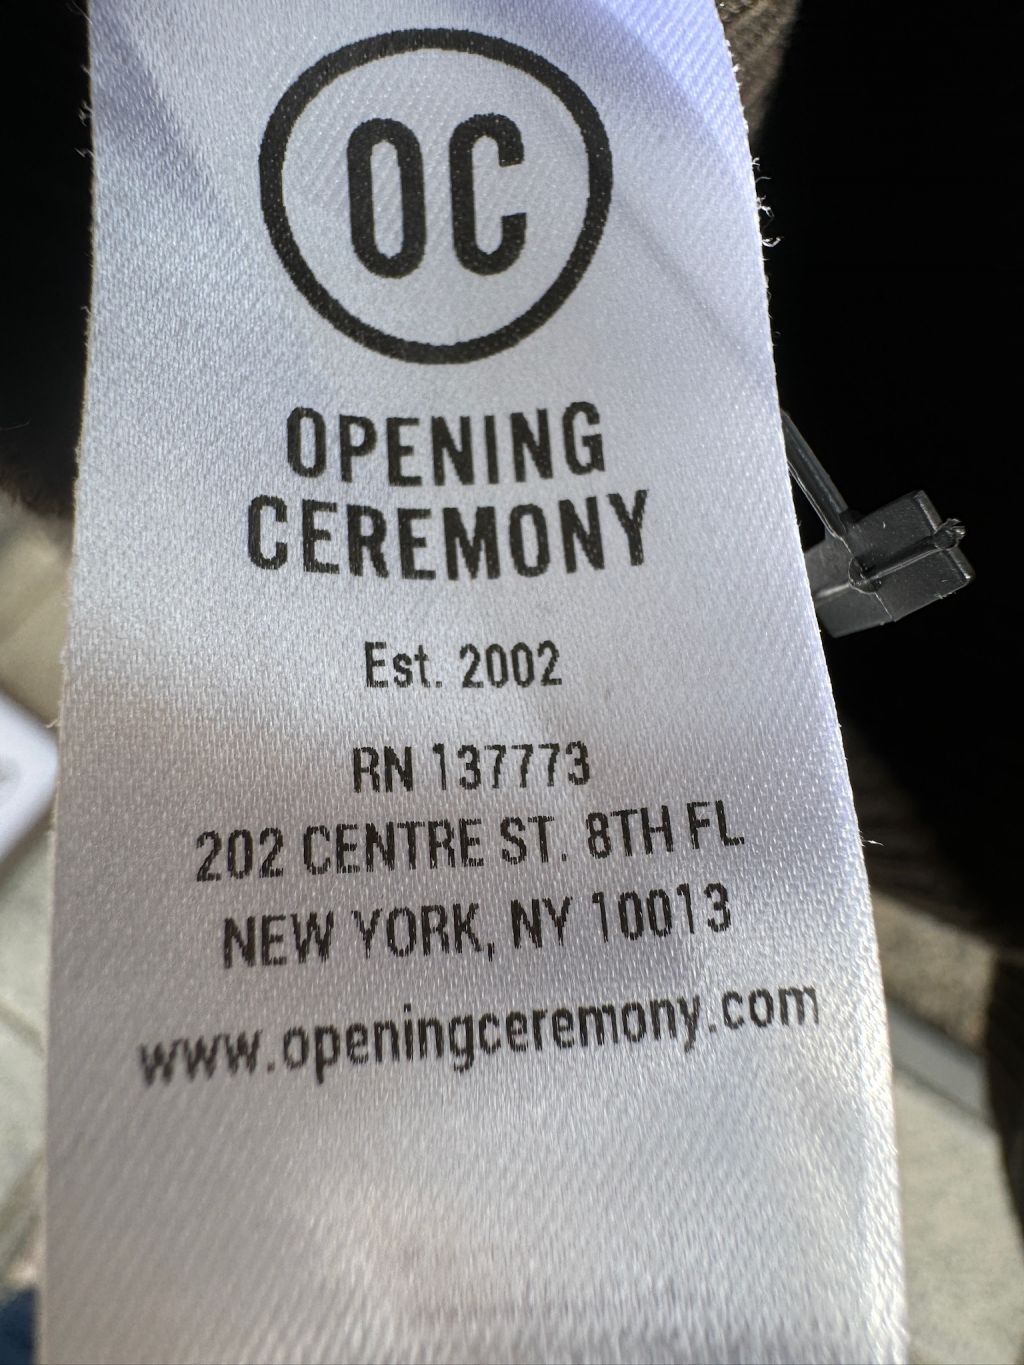 OC
OPENING
CEREMONY
Est. 2002
RN 137773
202 CENTRE ST. 8TH FL
NEW YORK, NY 10013
www.openingceremony.com